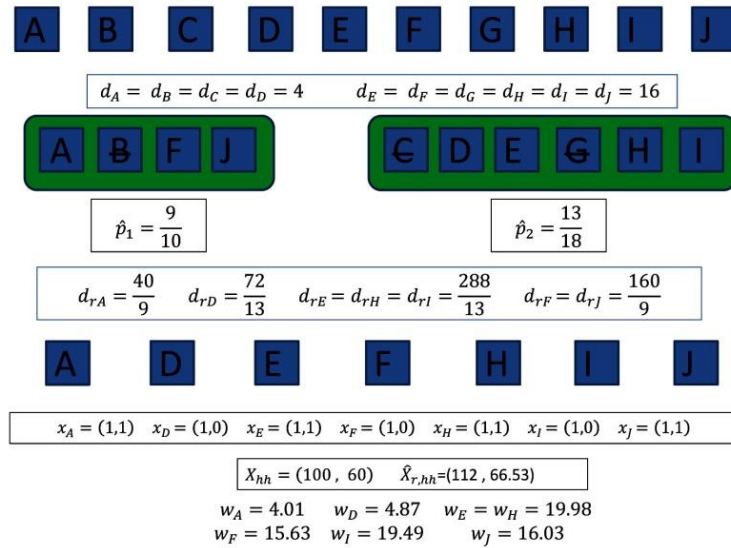 A B C D E F G H I J
d_A = d_B = d_C = d_D = 4 d_E = d_F = d_G = d_H = d_I = d_J = 16
A B F J C D E G H I
p̂_1 = 9/10 p̂_2 = 13/18
d_rA = 40/9 d_rD = 72/13 d_rE = d_rH = d_rI = 288/13 d_rF = d_rJ = 160/9
A D E F H I J
x_A = (1,1) x_D = (1,0) x_E = (1,1) x_F = (1,0) x_H = (1,1) x_I = (1,0) x_J = (1,1)
X_hh = (100 , 60) X̂_r,hh=(112 , 66.53)
w_A = 4.01 w_D = 4.87 w_E = w_H = 19.98
w_F = 15.63 w_I = 19.49 w_J = 16.03